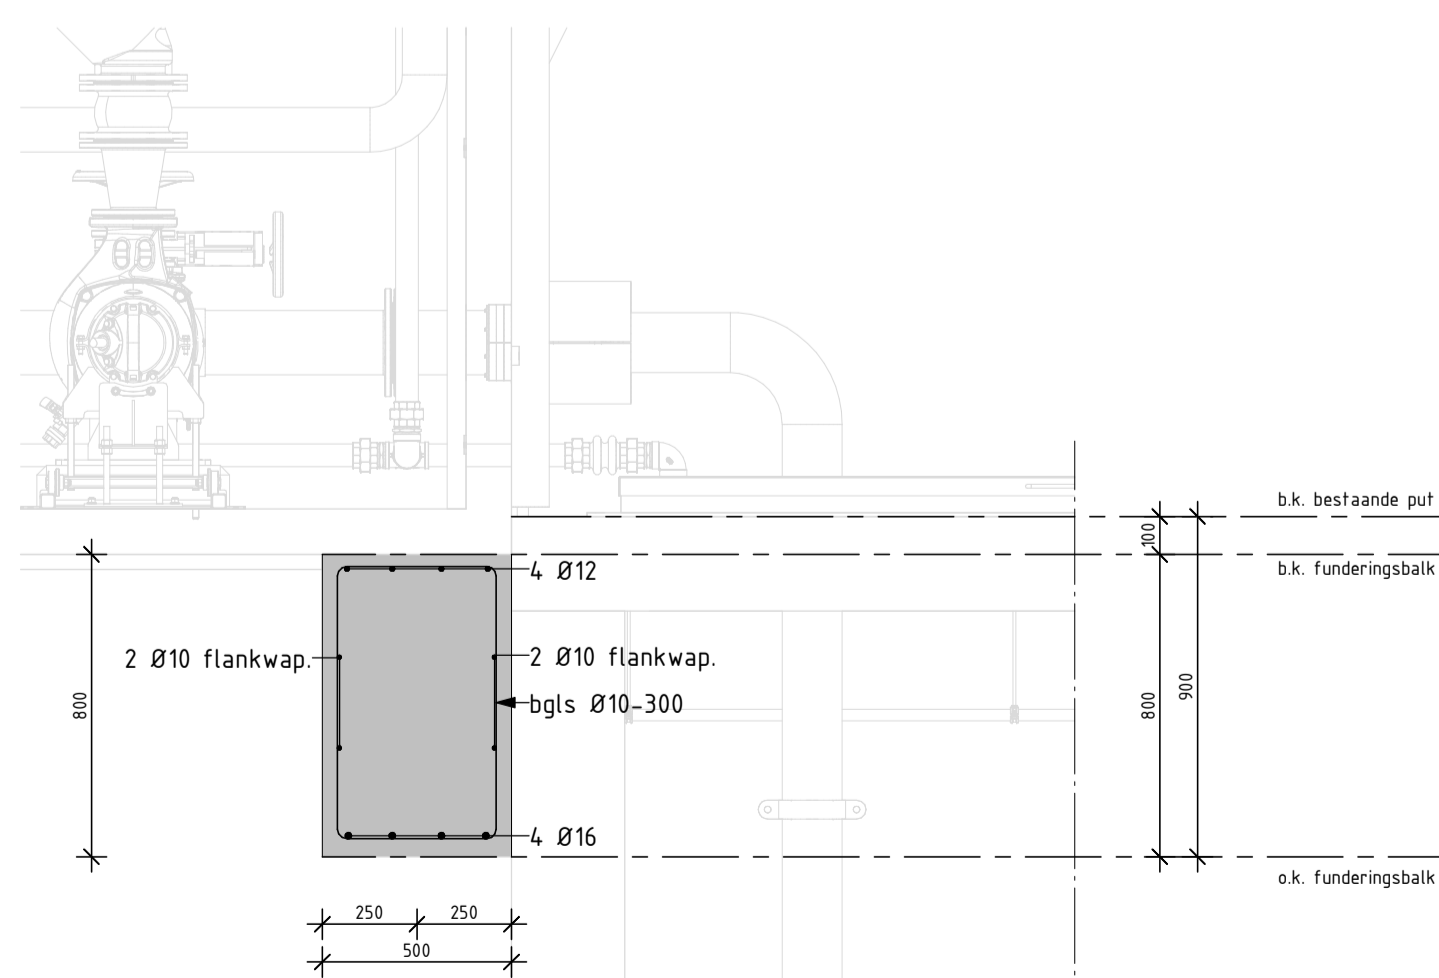 b.k. bestaande put
100
b.k. funderingsbalk
4 Ø12
2 Ø10 flankwap.
2 Ø10 flankwap.
bgls Ø10-300
800
800
900
4 Ø16
o.k. funderingsbalk
250
250
500